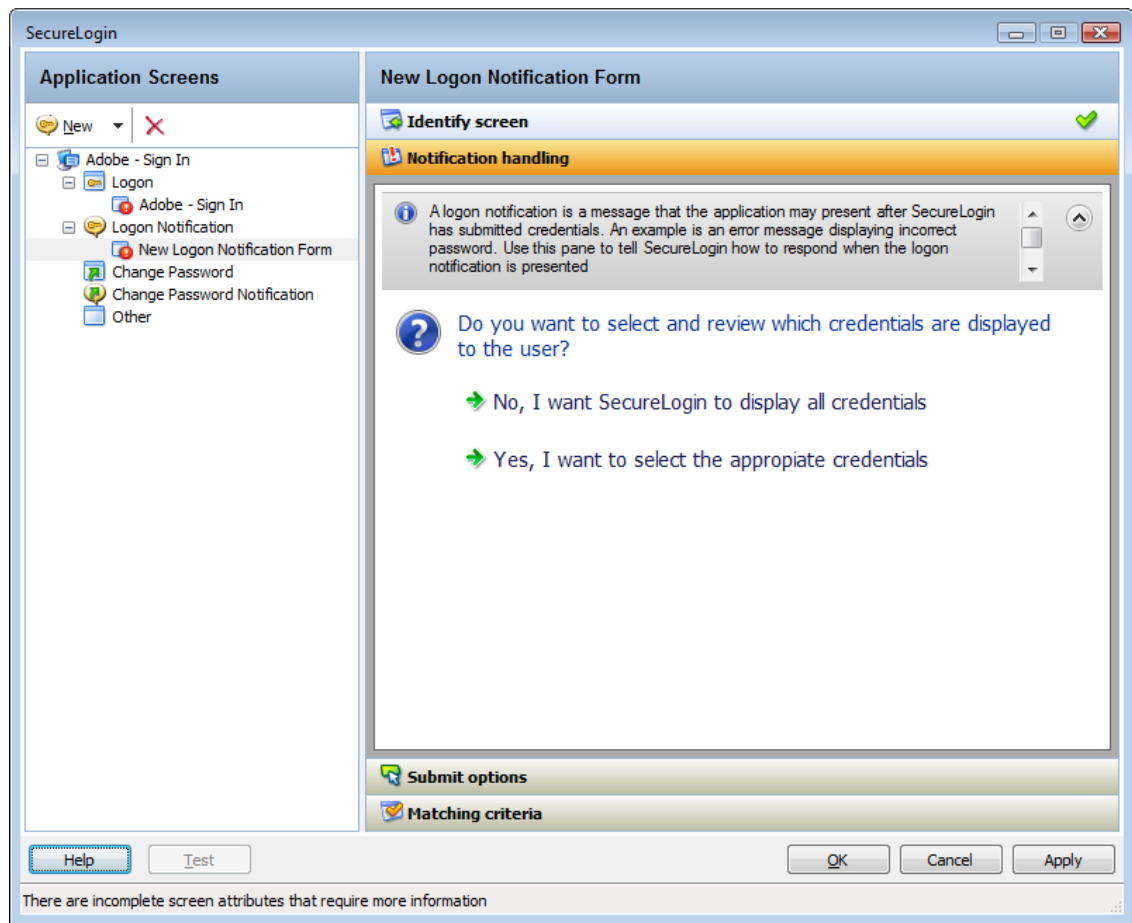 SecureLogin
Application Screens
New
Adobe - Sign In
Logon
Adobe - Sign In
Logon Notification
New Logon Notification Form
Change Password
Change Password Notification
Other
New Logon Notification Form
Identify screen
Notification handling
A logon notification is a message that the application may present after SecureLogin
has submitted credentials. An example is an error message displaying incorrect
password. Use this pane to tell SecureLogin how to respond when the logon
notification is presented
Do you want to select and review which credentials are displayed
to the user?
No, I want SecureLogin to display all credentials
Yes, I want to select the appropiate credentials
Submit options
Matching criteria
Help
Test
OK
Cancel
Apply
There are incomplete screen attributes that require more information